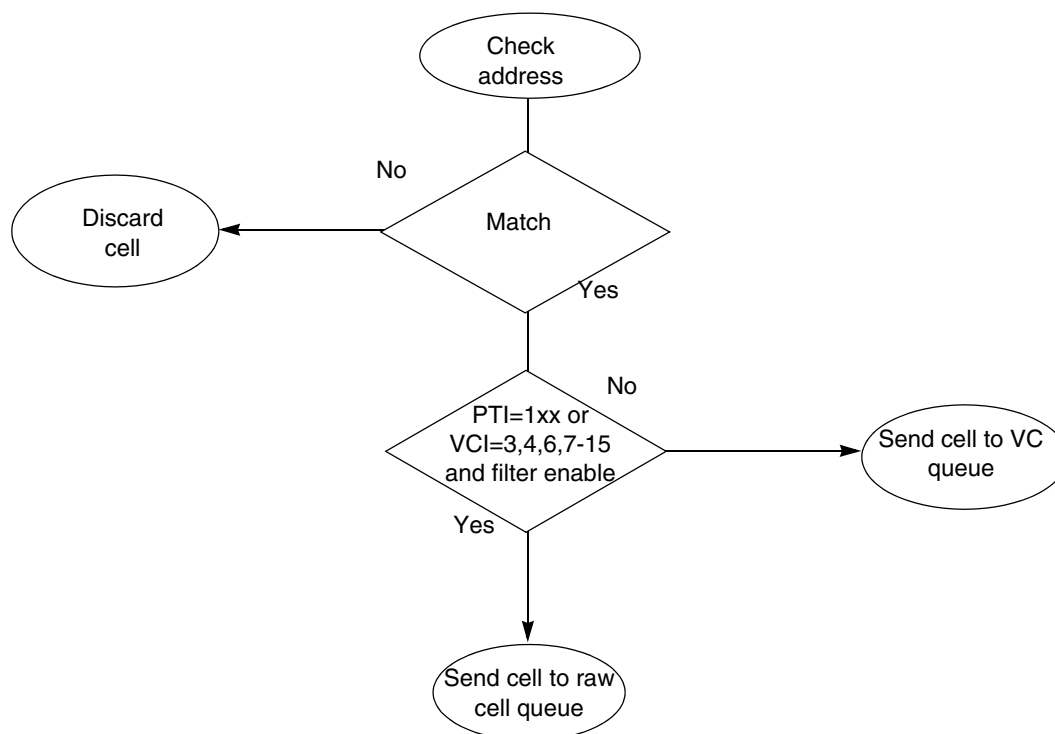 Check
address
No
Match
Discard
cell
Yes
No
PTI=1xx or
VCI=3,4,6,7-15
and filter enable
Send cell to VC
queue
Yes
Send cell to raw
cell queue